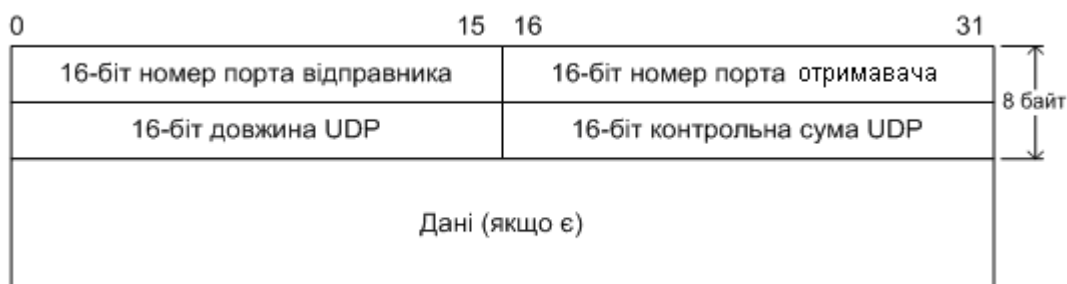 0 15 16 31
16-біт номер порта відправника 16-біт номер порта отримавача
8 байт
16-біт довжина UDP 16-біт контрольна сума UDP
Дані (якщо є)